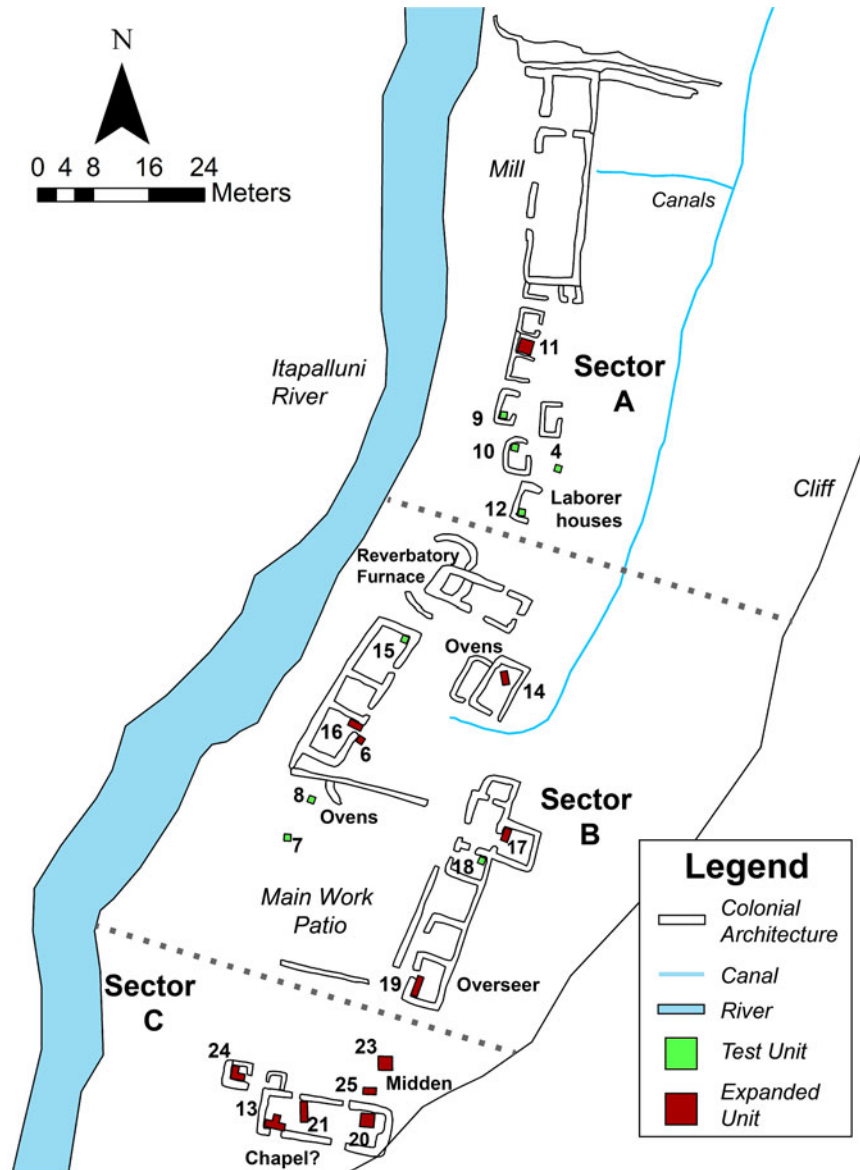 N
0 4 8 16 24
Meters
Mill
Canals
Itapalluni
River
11
Sector
A
9
10
4
Cliff
12
Laborer
houses
Reverbatory
Furnace
15
Ovens
14
16
6
8
Ovens
Sector
B
7
17
18
Main Work
Patio
19
Overseer
Sector
C
24
23
25
Midden
13
21
20
Chapel?
Legend
Colonial
Architecture
Canal
River
Test Unit
Expanded
Unit